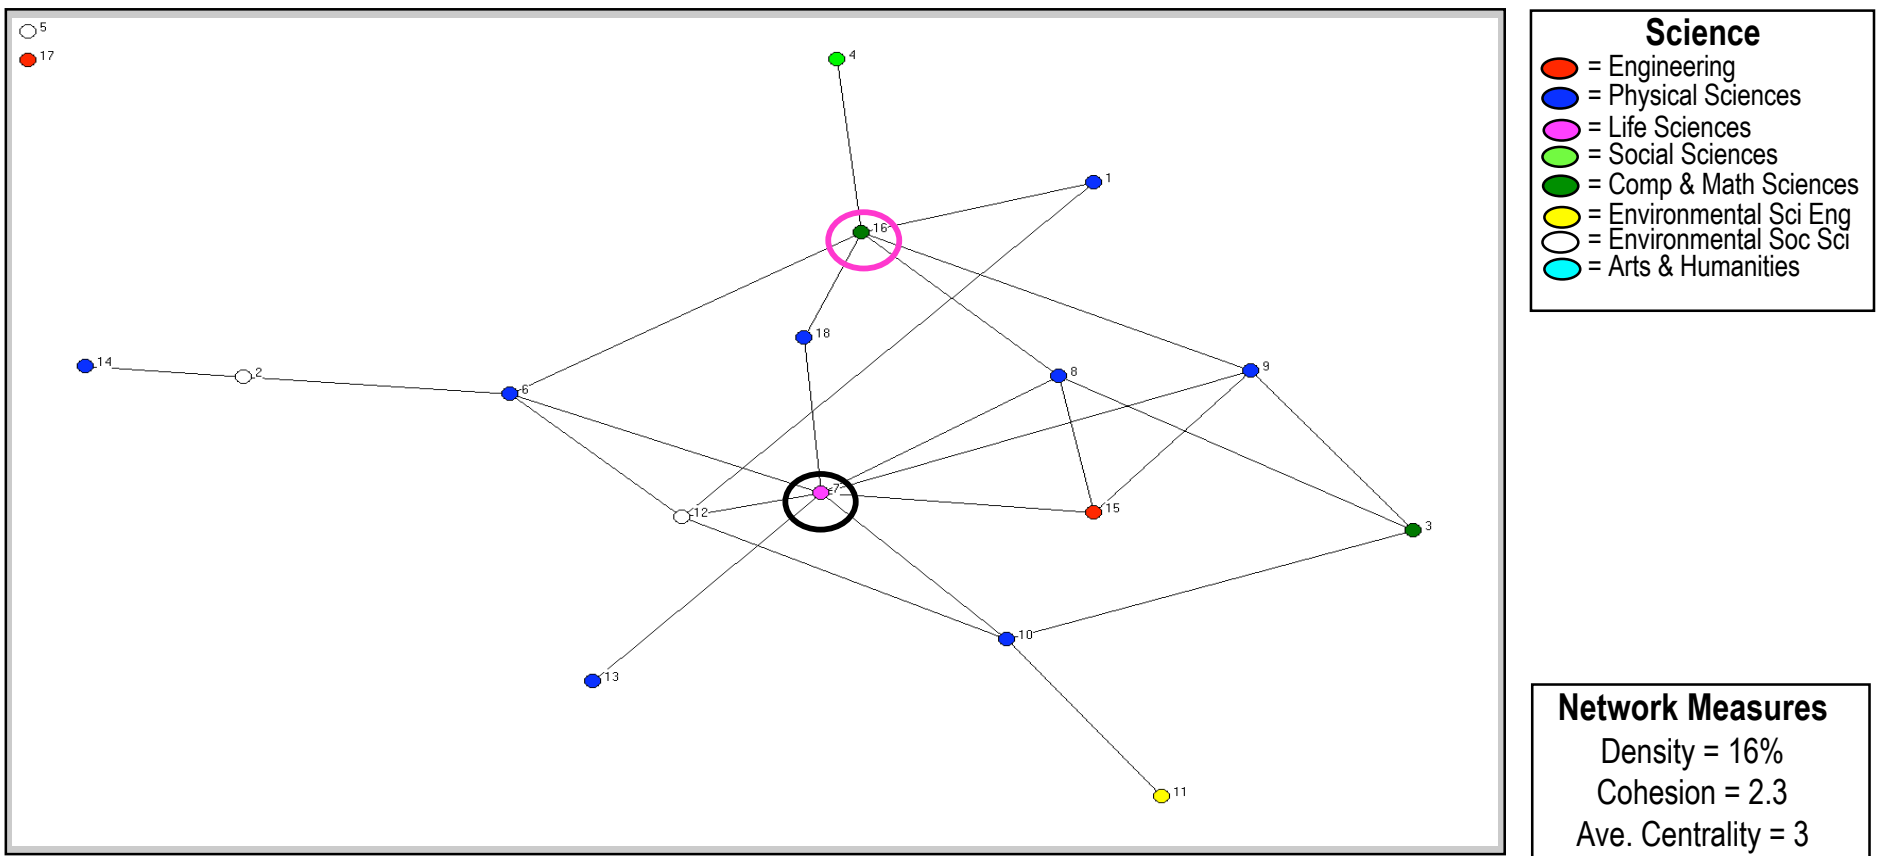 5
17
4
1
16
18
14
2
6
8
9
7
12
15
3
10
13
11
Science
= Engineering
= Physical Sciences
= Life Sciences
= Social Sciences
= Comp & Math Sciences
= Environmental Sci Eng
= Environmental Soc Sci
= Arts & Humanities
Network Measures
Density = 16%
Cohesion = 2.3
Ave. Centrality = 3